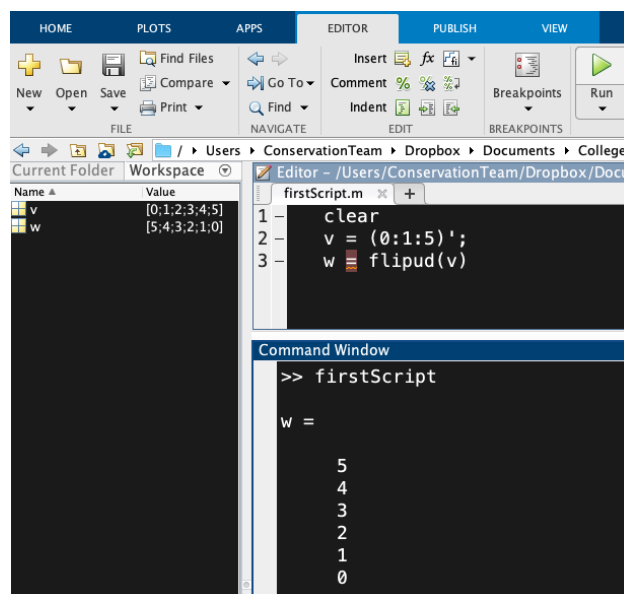 HOME PLOTS APPS EDITOR PUBLISH VIEW
Find Files Insert fx
New Open Save Compare Go To Comment % Breakpoints Run
Print Find Indent
FILE NAVIGATE EDIT BREAKPOINTS
/ Users ConservationTeam Dropbox Documents College
Current Folder Workspace
Name Value
v [0;1;2;3;4;5]
w [5;4;3;2;1;0]
Editor - /Users/ConservationTeam/Dropbox/Docu
firstScript.m × +
1 – clear
2 – v = (0:1:5)';
3 – w = flipud(v)
Command Window
>> firstScript
w =
5
4
3
2
1
0